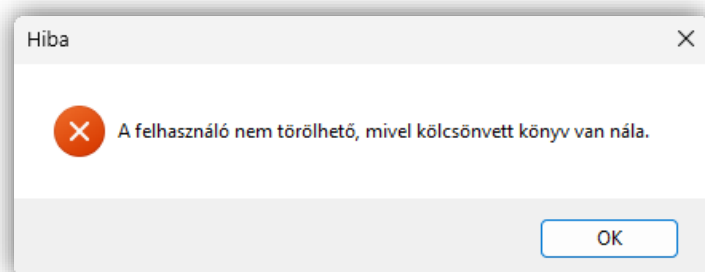 Hiba
A felhasználó nem törölhető, mivel kölcsönvett könyv van nála.
OK